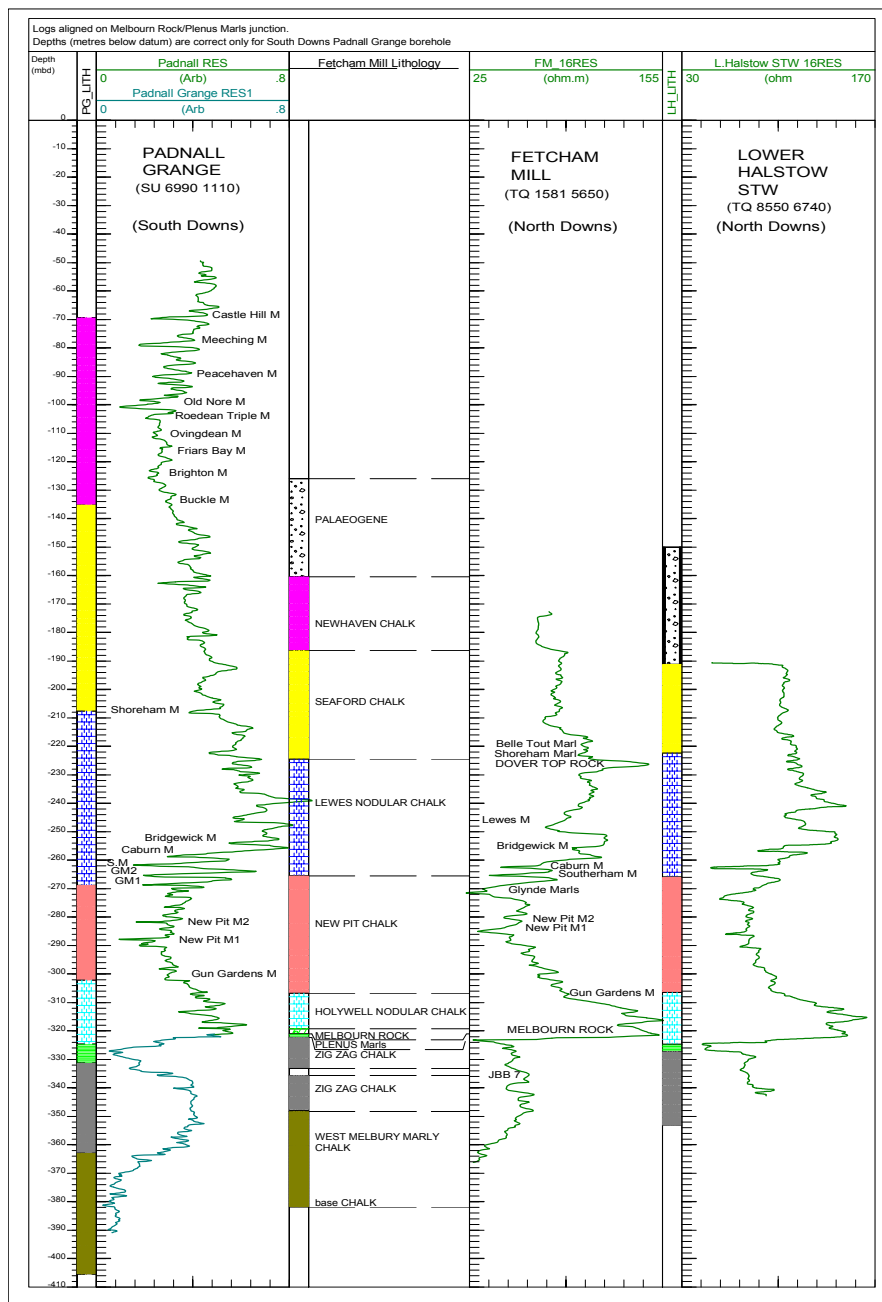 Logs aligned on Melbourn Rock/Plenus Marls junction.
Depths (metres below datum) are correct only for South Downs Padnall Grange borehole
Depth
(mbd)
PG_LITH
Padnall RES
0 (Arb) .8
Padnall Grange RES1
0 (Arb .8
Fetcham Mill Lithology
FM_16RES
25 (ohm.m) 155
LH_LITH
L.Halstow STW 16RES
30 (ohm 170
0
-10
-20
-30
-40
-50
-60
-70
-80
-90
-100
-110
-120
-130
-140
-150
-160
-170
-180
-190
-200
-210
-220
-230
-240
-250
-260
-270
-280
-290
-300
-310
-320
-330
-340
-350
-360
-370
-380
-390
-400
-410
PADNALL
GRANGE
(SU 6990 1110)
(South Downs)
Castle Hill M
Meeching M
Peacehaven M
Old Nore M
Roedean Triple M
Ovingdean M
Friars Bay M
Brighton M
Buckle M
Shoreham M
Bridgewick M
Caburn M
S.M
GM2
GM1
New Pit M2
New Pit M1
Gun Gardens M
PALAEOGENE
NEWHAVEN CHALK
SEAFORD CHALK
LEWES NODULAR CHALK
NEW PIT CHALK
HOLYWELL NODULAR CHALK
MELBOURN ROCK
PLENUS Marls
ZIG ZAG CHALK
ZIG ZAG CHALK
WEST MELBURY MARLY
CHALK
base CHALK
FETCHAM
MILL
(TQ 1581 5650)
(North Downs)
Belle Tout Marl
Shoreham Marl
DOVER TOP ROCK
Lewes M
Bridgewick M
Caburn M
Southerham M
Glynde Marls
New Pit M2
New Pit M1
Gun Gardens M
MELBOURN ROCK
JBB 7
LOWER
HALSTOW
STW
(TQ 8550 6740)
(North Downs)